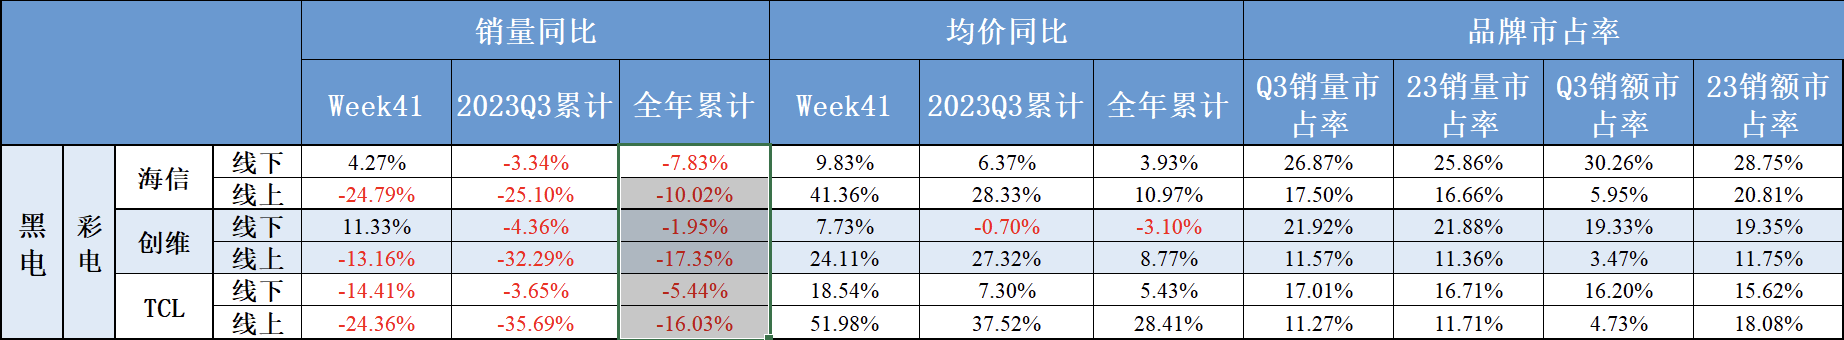 销量同比 均价同比 品牌市占率
Week41 2023Q3累计 全年累计 Week41 2023Q3累计 全年累计 Q3销量市占率 23销量市占率 Q3销额市占率 23销额市占率
黑电 彩电 海信 线下 4.27% -3.34% -7.83% 9.83% 6.37% 3.93% 26.87% 25.86% 30.26% 28.75%
线上 -24.79% -25.10% -10.02% 41.36% 28.33% 10.97% 17.50% 16.66% 5.95% 20.81%
创维 线下 11.33% -4.36% -1.95% 7.73% -0.70% -3.10% 21.92% 21.88% 19.33% 19.35%
线上 -13.16% -32.29% -17.35% 24.11% 27.32% 8.77% 11.57% 11.36% 3.47% 11.75%
TCL 线下 -14.41% -3.65% -5.44% 18.54% 7.30% 5.43% 17.01% 16.71% 16.20% 15.62%
线上 -24.36% -35.69% -16.03% 51.98% 37.52% 28.41% 11.27% 11.71% 4.73% 18.08%